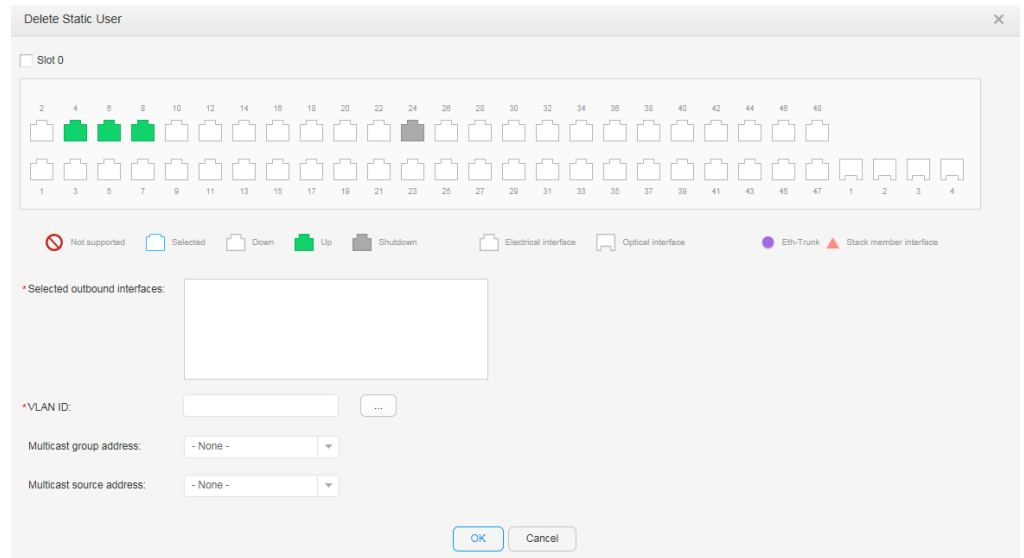 Delete Static User
Slot 0
2 4 6 8 10 12 14 16 18 20 22 24 26 28 30 32 34 36 38 40 42 44 46 48
1 3 5 7 9 11 13 15 17 19 21 23 25 27 29 31 33 35 37 39 41 43 45 47 1 2 3 4
Not supported Selected Down Up Shutdown Electrical interface Optical interface Eth-Trunk Stack member interface
*Selected outbound interfaces:
*VLAN ID: ...
Multicast group address: - None -
Multicast source address: - None -
OK Cancel